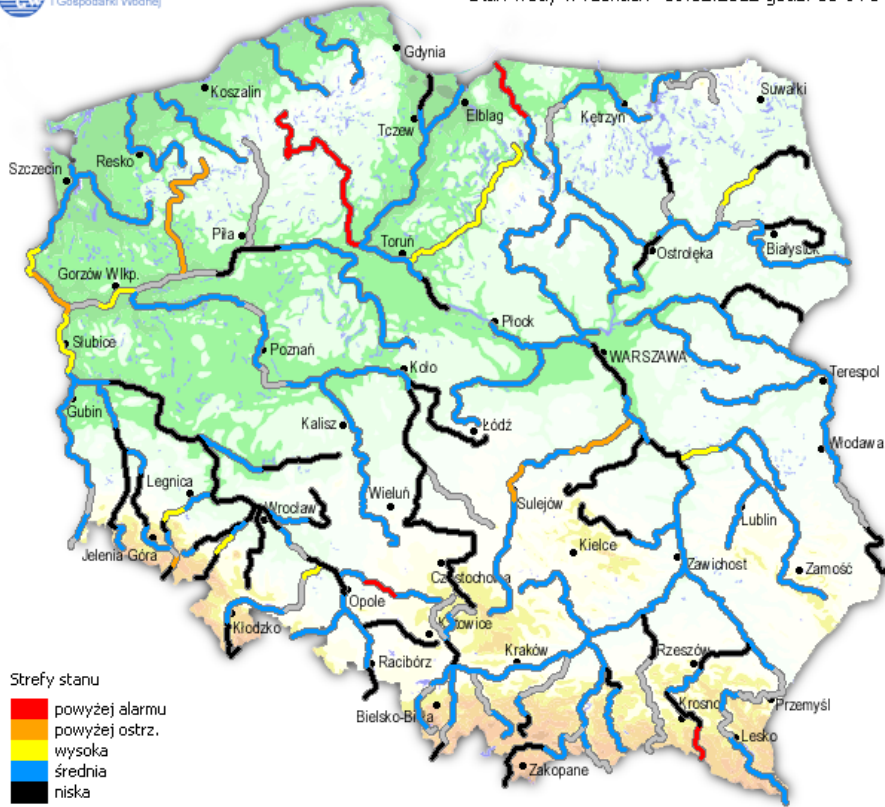 i Gospodarki Wodnej
Gdynia
Koszalin
Suwałki
Elbląg
Kętrzyn
Tczew
Resko
Szczecin
Piła
Toruń
Białystok
Ostrołęka
Gorzów Wlkp.
Płock
Słubice
Poznań
WARSZAWA
Koło
Terespol
Gubin
Kalisz
Łódź
Włodawa
Legnica
Wieluń
Sulejów
Wrocław
Lublin
Jelenia Góra
Kielce
Zawichost
Zamość
Częstochowa
Opole
Katowice
Kłodzko
Racibórz
Kraków
Rzeszów
Strefy stanu
powyżej alarmu
powyżej ostrz.
wysoka
średnia
niska
Bielsko-Biała
Krosno
Przemyśl
Lesko
Zakopane